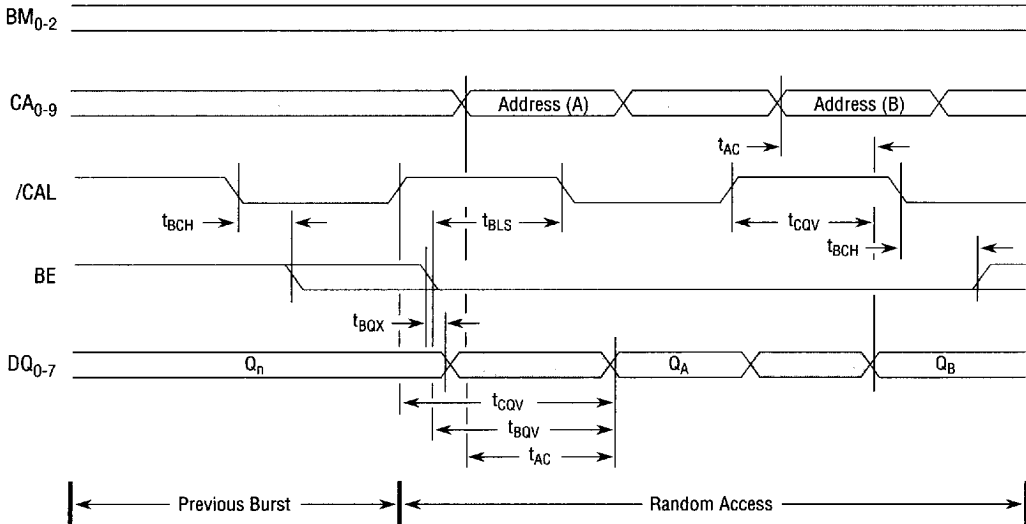 BM0-2
CA0-9
Address (A)
Address (B)
tAC
/CAL
tBCH
tBLS
tCQV
tBCH
BE
tBQX
DQ0-7
Qn
QA
QB
tCQV
tBQV
tAC
Previous Burst
Random Access